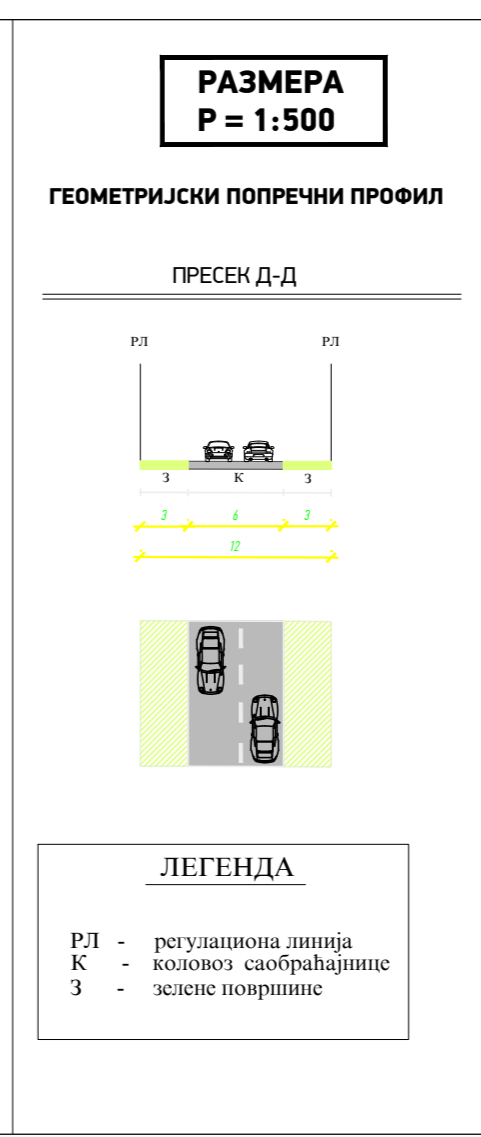 РАЗМЕРА
Р = 1:500
ГЕОМЕТРИЈСКИ ПОПРЕЧНИ ПРОФИЛ
ПРЕСЕК Д-Д
РЛ РЛ
З К З
3 6 3
12
ЛЕГЕНДА
РЛ - регулациона линија
К - коловоз саобраћајнице
З - зелене површине